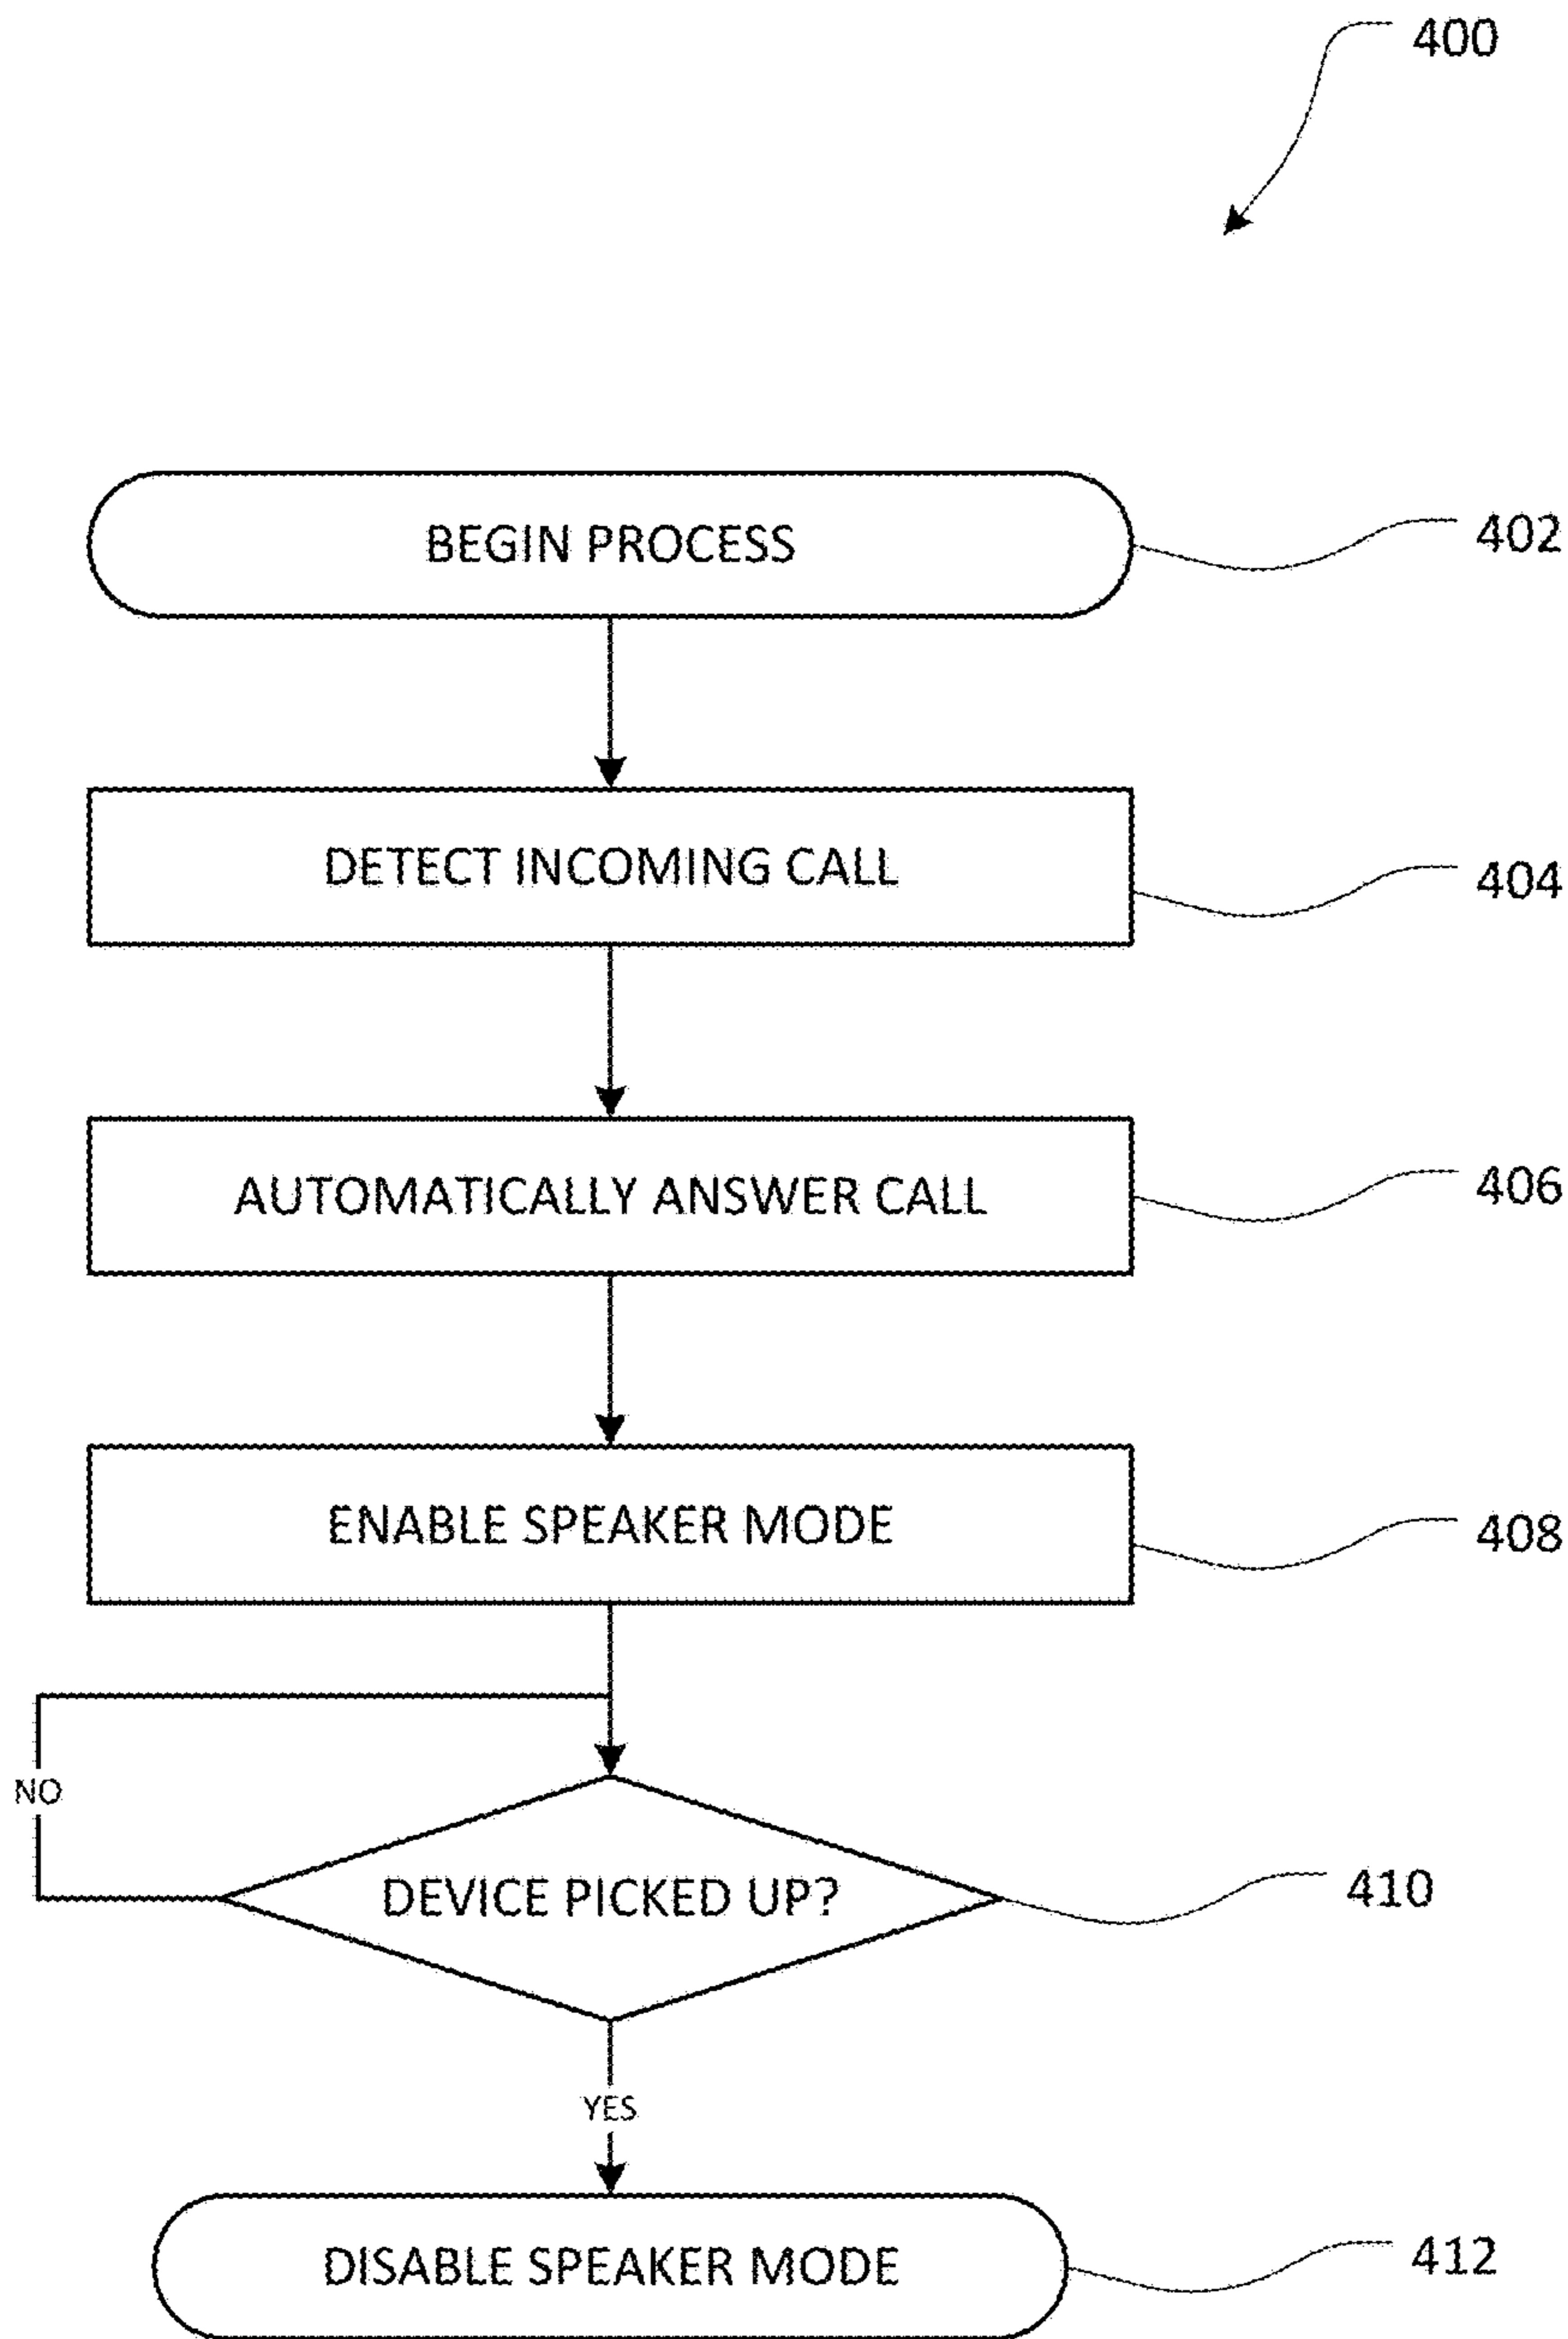 400
BEGIN PROCESS
402
DETECT INCOMING CALL
404
AUTOMATICALLY ANSWER CALL
406
ENABLE SPEAKER MODE
408
NO
DEVICE PICKED UP?
410
YES
DISABLE SPEAKER MODE
412